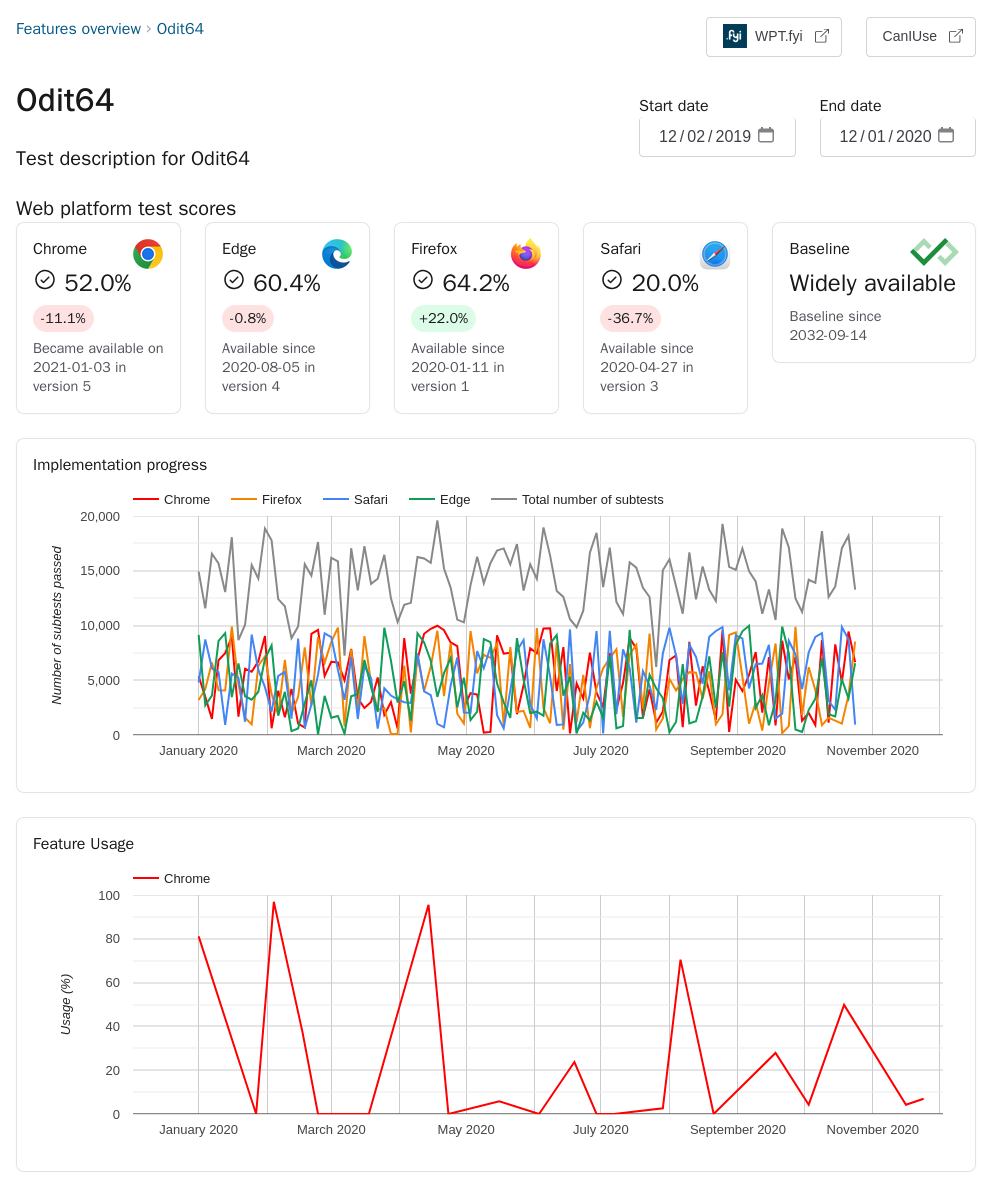 Features overview › Odit64
.fyi WPT.fyi
CanIUse
Odit64
Start date
End date
12/02/2019
12/01/2020
Test description for Odit64
Web platform test scores
Chrome
52.0%
-11.1%
Became available on
2021-01-03 in
version 5
Edge
60.4%
-0.8%
Available since
2020-08-05 in
version 4
Firefox
64.2%
+22.0%
Available since
2020-01-11 in
version 1
Safari
20.0%
-36.7%
Available since
2020-04-27 in
version 3
Baseline
Widely available
Baseline since
2032-09-14
Implementation progress
Chrome Firefox Safari Edge Total number of subtests
Number of subtests passed
20,000
15,000
10,000
5,000
0
January 2020 March 2020 May 2020 July 2020 September 2020 November 2020
Feature Usage
Chrome
Usage (%)
100
80
60
40
20
0
January 2020 March 2020 May 2020 July 2020 September 2020 November 2020